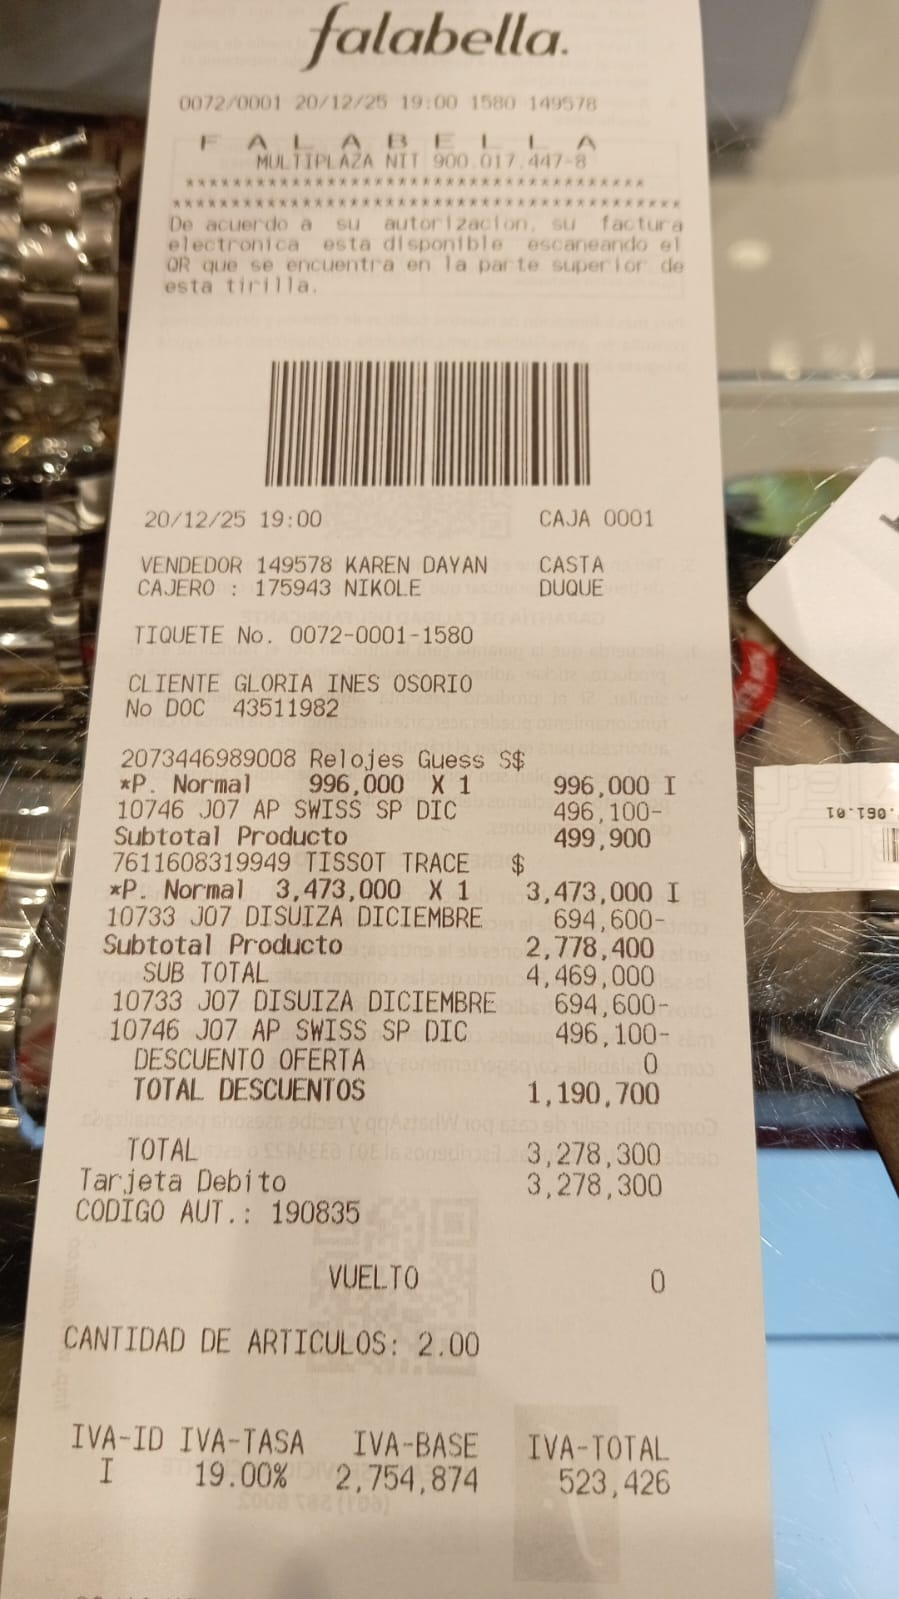 falabella.
0072/0001 20/12/25 19:00 1580 149578
F A L A B E L L A
MULTIPLAZA NIT 900.017.447-8
******************************************
*********************************************
De acuerdo a su autorizacion, su factura
electronica esta disponible escaneando el
QR que se encuentra en la parte superior de
esta tirilla.
20/12/25 19:00 CAJA 0001
VENDEDOR 149578 KAREN DAYAN CASTA
CAJERO : 175943 NIKOLE DUQUE
TIQUETE No. 0072-0001-1580
CLIENTE GLORIA INES OSORIO
No DOC 43511982
2073446989008 Relojes Guess S$
*P. Normal 996,000 X 1 996,000 I
10746 J07 AP SWISS SP DIC 496,100-
Subtotal Producto 499,900
7611608319949 TISSOT TRACE $
*P. Normal 3,473,000 X 1 3,473,000 I
10733 J07 DISUIZA DICIEMBRE 694,600-
Subtotal Producto 2,778,400
SUB TOTAL 4,469,000
10733 J07 DISUIZA DICIEMBRE 694,600-
10746 J07 AP SWISS SP DIC 496,100-
DESCUENTO OFERTA 0
TOTAL DESCUENTOS 1,190,700
TOTAL 3,278,300
Tarjeta Debito 3,278,300
CODIGO AUT.: 190835
VUELTO 0
CANTIDAD DE ARTICULOS: 2.00
IVA-ID IVA-TASA IVA-BASE IVA-TOTAL
I 19.00% 2,754,874 523,426
.061.01